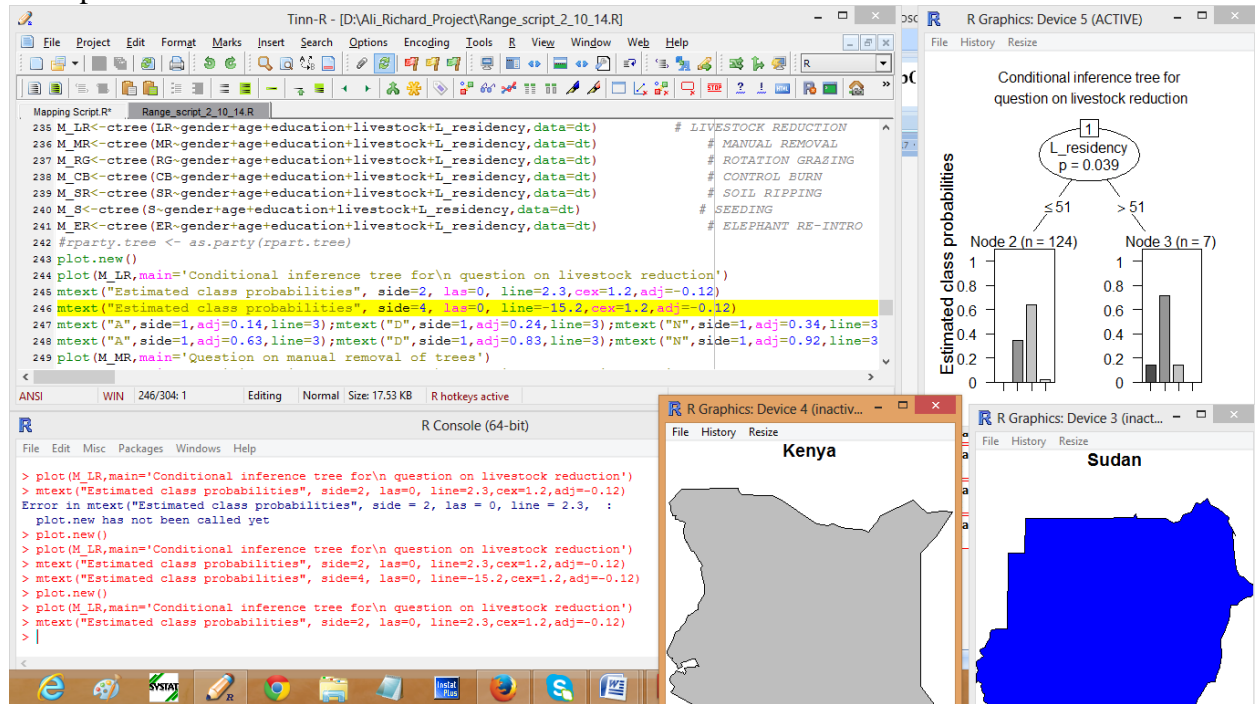 Tinn-R - [D:\Ali_Richard_Project\Range_script_2_10_14.R]
File Project Edit Format Marks Insert Search Options Encoding Tools R View Window Web Help
R
Mapping Script.R* Range_script_2_10_14.R
235 M_LR<-ctree(LR~gender+age+education+livestock+L_residency,data=dt) # LIVESTOCK REDUCTION
236 M_MR<-ctree(MR~gender+age+education+livestock+L_residency,data=dt) # MANUAL REMOVAL
237 M_RG<-ctree(RG~gender+age+education+livestock+L_residency,data=dt) # ROTATION GRASING
238 M_CB<-ctree(CB~gender+age+education+livestock+L_residency,data=dt) # CONTROL BURN
239 M_SR<-ctree(SR~gender+age+education+livestock+L_residency,data=dt) # SOIL RIPPING
240 M_S<-ctree(S~gender+age+education+livestock+L_residency,data=dt) # SEEDING
241 M_ER<-ctree(ER~gender+age+education+livestock+L_residency,data=dt) # ELEPHANT RE-INTRO
242 #rparty.tree <- as.party(rpart.tree)
243 plot.new()
244 plot(M_LR,main='Conditional inference tree for\n question on livestock reduction')
245 mtext("Estimated class probabilities", side=2, las=0, line=2.3,cex=1.2,adj=-0.12)
246 mtext("Estimated class probabilities", side=4, las=0, line=-15.2,cex=1.2,adj=-0.12)
247 mtext("A",side=1,adj=0.14,line=3);mtext("D",side=1,adj=0.24,line=3);mtext("N",side=1,adj=0.34,line=3
248 mtext("A",side=1,adj=0.63,line=3);mtext("D",side=1,adj=0.83,line=3);mtext("N",side=1,adj=0.92,line=3
249 plot(M_MR,main='Question on manual removal of trees')
ANSI WIN 246/304: 1 Editing Normal Size: 17.53 KB R hotkeys active
R Console (64-bit)
File Edit Misc Packages Windows Help
> plot(M_LR,main='Conditional inference tree for\n question on livestock reduction')
> mtext("Estimated class probabilities", side=2, las=0, line=2.3,cex=1.2,adj=-0.12)
Error in mtext("Estimated class probabilities", side = 2, las = 0, line = 2.3, :
plot.new has not been called yet
> plot.new()
> plot(M_LR,main='Conditional inference tree for\n question on livestock reduction')
> mtext("Estimated class probabilities", side=2, las=0, line=2.3,cex=1.2,adj=-0.12)
> mtext("Estimated class probabilities", side=4, las=0, line=-15.2,cex=1.2,adj=-0.12)
> plot.new()
> plot(M_LR,main='Conditional inference tree for\n question on livestock reduction')
> mtext("Estimated class probabilities", side=2, las=0, line=2.3,cex=1.2,adj=-0.12)
>
R Graphics: Device 5 (ACTIVE)
File History Resize
Conditional inference tree for
question on livestock reduction
1
L_residency
p = 0.039
≤ 51 > 51
Node 2 (n = 124) Node 3 (n = 7)
Estimated class probabilities
1 1
0.8 0.8
0.6 0.6
0.4 0.4
0.2 0.2
0 0
R Graphics: Device 4 (inactiv...
File History Resize
Kenya
R Graphics: Device 3 (inact...
File History Resize
Sudan
SYSTAT
Instat
Plus